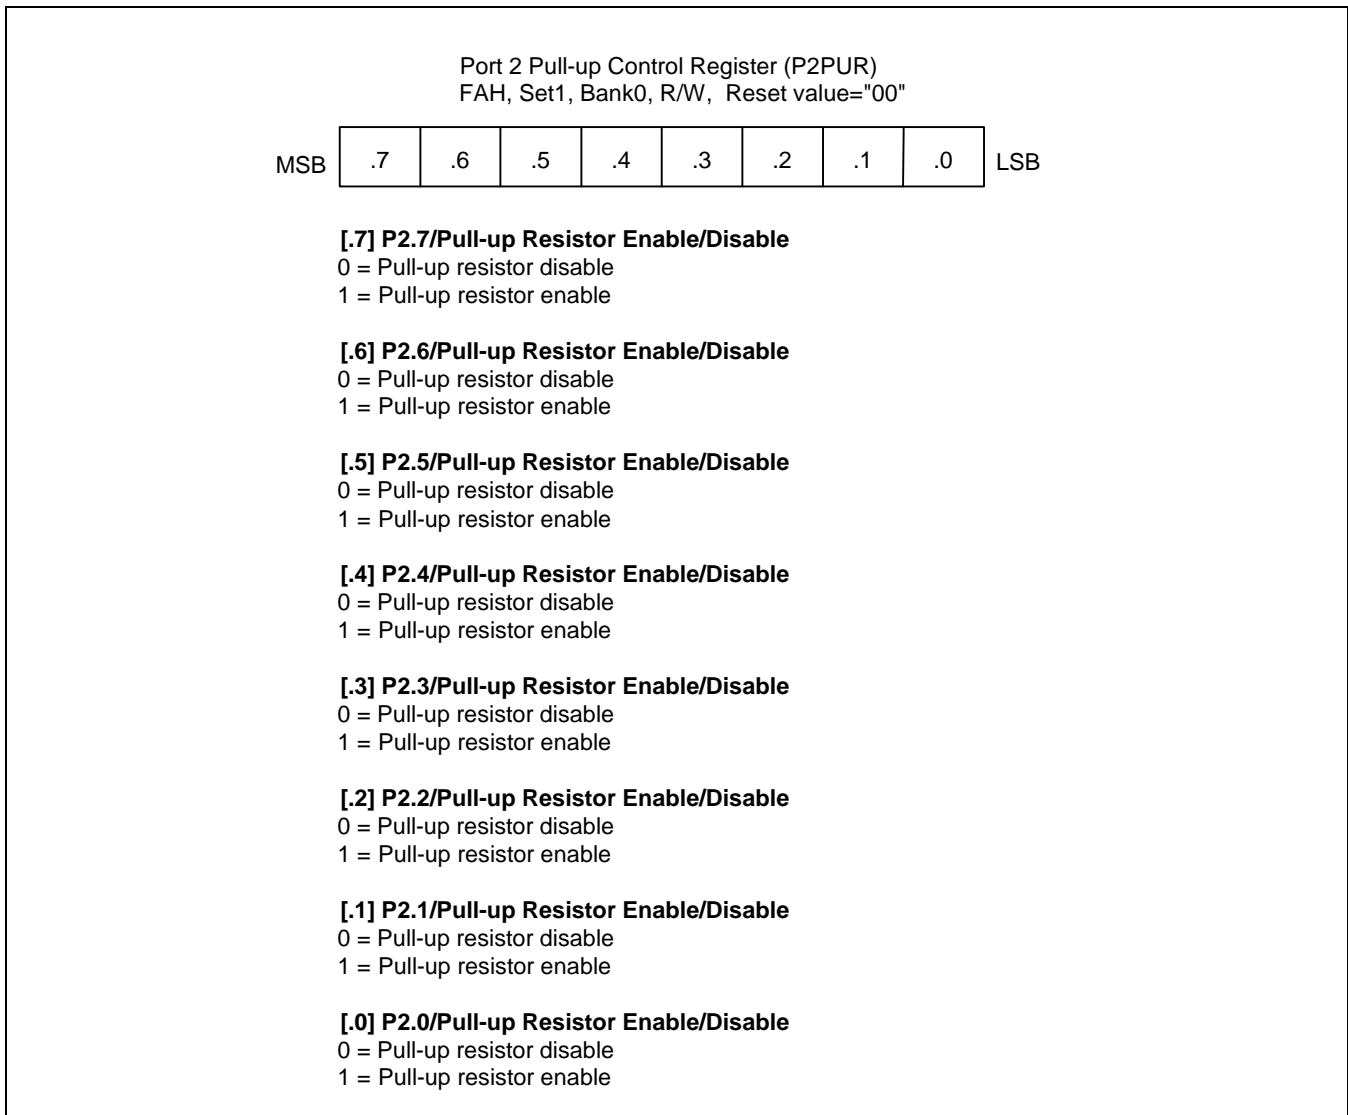 Port 2 Pull-up Control Register (P2PUR)
FAH, Set1, Bank0, R/W, Reset value="00"
MSB .7 .6 .5 .4 .3 .2 .1 .0 LSB
[.7] P2.7/Pull-up Resistor Enable/Disable
0 = Pull-up resistor disable
1 = Pull-up resistor enable
[.6] P2.6/Pull-up Resistor Enable/Disable
0 = Pull-up resistor disable
1 = Pull-up resistor enable
[.5] P2.5/Pull-up Resistor Enable/Disable
0 = Pull-up resistor disable
1 = Pull-up resistor enable
[.4] P2.4/Pull-up Resistor Enable/Disable
0 = Pull-up resistor disable
1 = Pull-up resistor enable
[.3] P2.3/Pull-up Resistor Enable/Disable
0 = Pull-up resistor disable
1 = Pull-up resistor enable
[.2] P2.2/Pull-up Resistor Enable/Disable
0 = Pull-up resistor disable
1 = Pull-up resistor enable
[.1] P2.1/Pull-up Resistor Enable/Disable
0 = Pull-up resistor disable
1 = Pull-up resistor enable
[.0] P2.0/Pull-up Resistor Enable/Disable
0 = Pull-up resistor disable
1 = Pull-up resistor enable